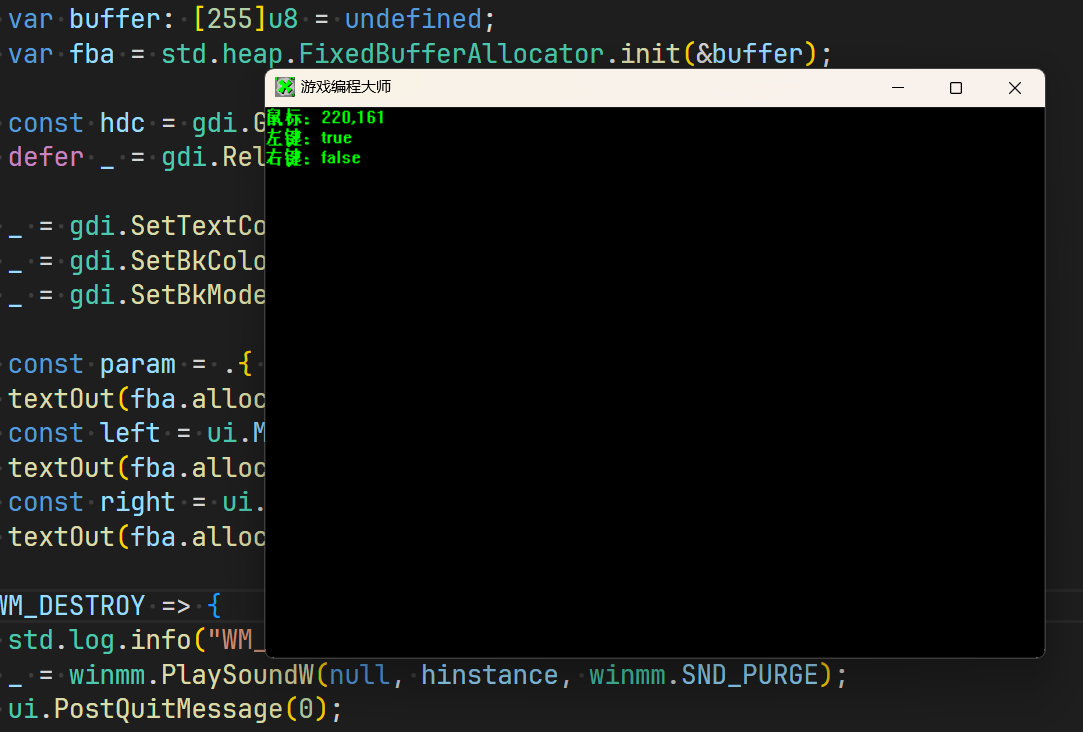 var buffer: [255]u8 = undefined;
var fba = std.heap.FixedBufferAllocator.init(&buffer);
游戏编程大师
鼠标：220,161
左键：true
右键：false
const hdc = gdi.G
defer _ = gdi.Rel
_ = gdi.SetTextCo
_ = gdi.SetBkColo
_ = gdi.SetBkMode
const param = .{
textOut(fba.alloc
const left = ui.M
textOut(fba.alloc
const right = ui.
textOut(fba.alloc
WM_DESTROY => {
std.log.info("WM_
_ = winmm.PlaySoundW(null, hinstance, winmm.SND_PURGE);
ui.PostQuitMessage(0);